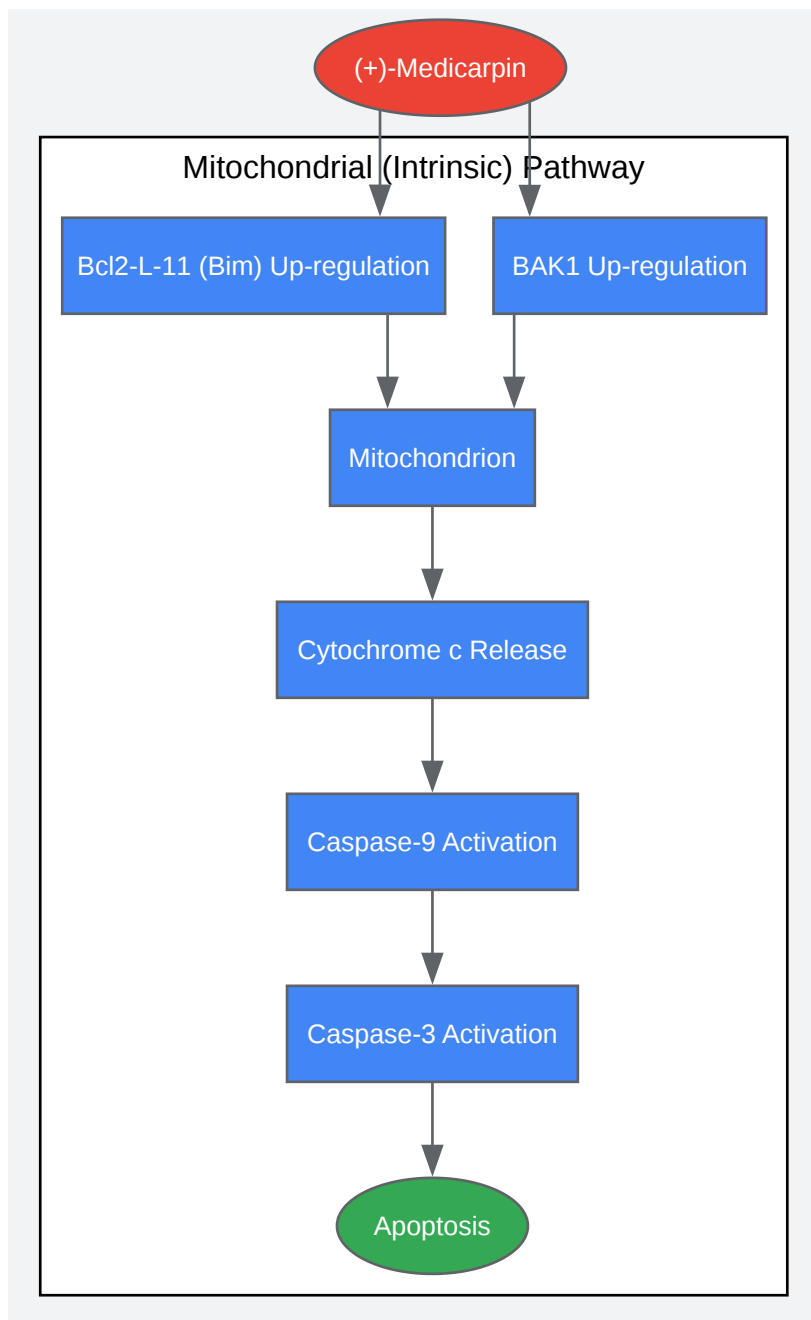 (+)-Medicarpin
Mitochondrial (Intrinsic) Pathway
Bcl2-L-11 (Bim) Up-regulation
BAK1 Up-regulation
Mitochondrion
Cytochrome c Release
Caspase-9 Activation
Caspase-3 Activation
Apoptosis